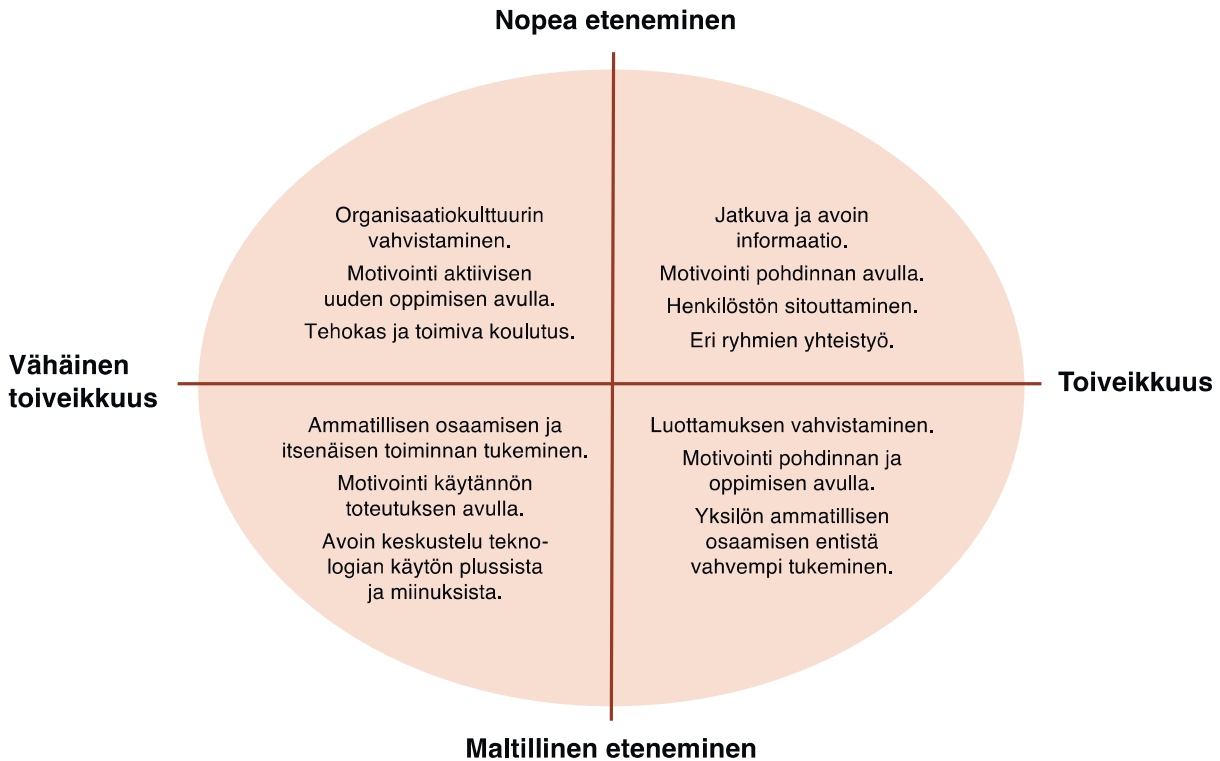 Nopea eteneminen
Organisaatiokulttuurin
vahvistaminen.
Motivointi aktiivisen
uuden oppimisen avulla.
Tehokas ja toimiva koulutus.
Jatkuva ja avoin
informaatio.
Motivointi pohdinnan avulla.
Henkilöstön sitouttaminen.
Eri ryhmien yhteistyö.
Vähäinen
toiveikkuus
Toiveikkuus
Ammatillisen osaamisen ja
itsenäisen toiminnan tukeminen.
Motivointi käytännön
toteutuksen avulla.
Avoin keskustelu tekno-
logian käytön plussista
ja miinuksista.
Luottamuksen vahvistaminen.
Motivointi pohdinnan ja
oppimisen avulla.
Yksilön ammatillisen
osaamisen entistä
vahvempi tukeminen.
Maltillinen eteneminen